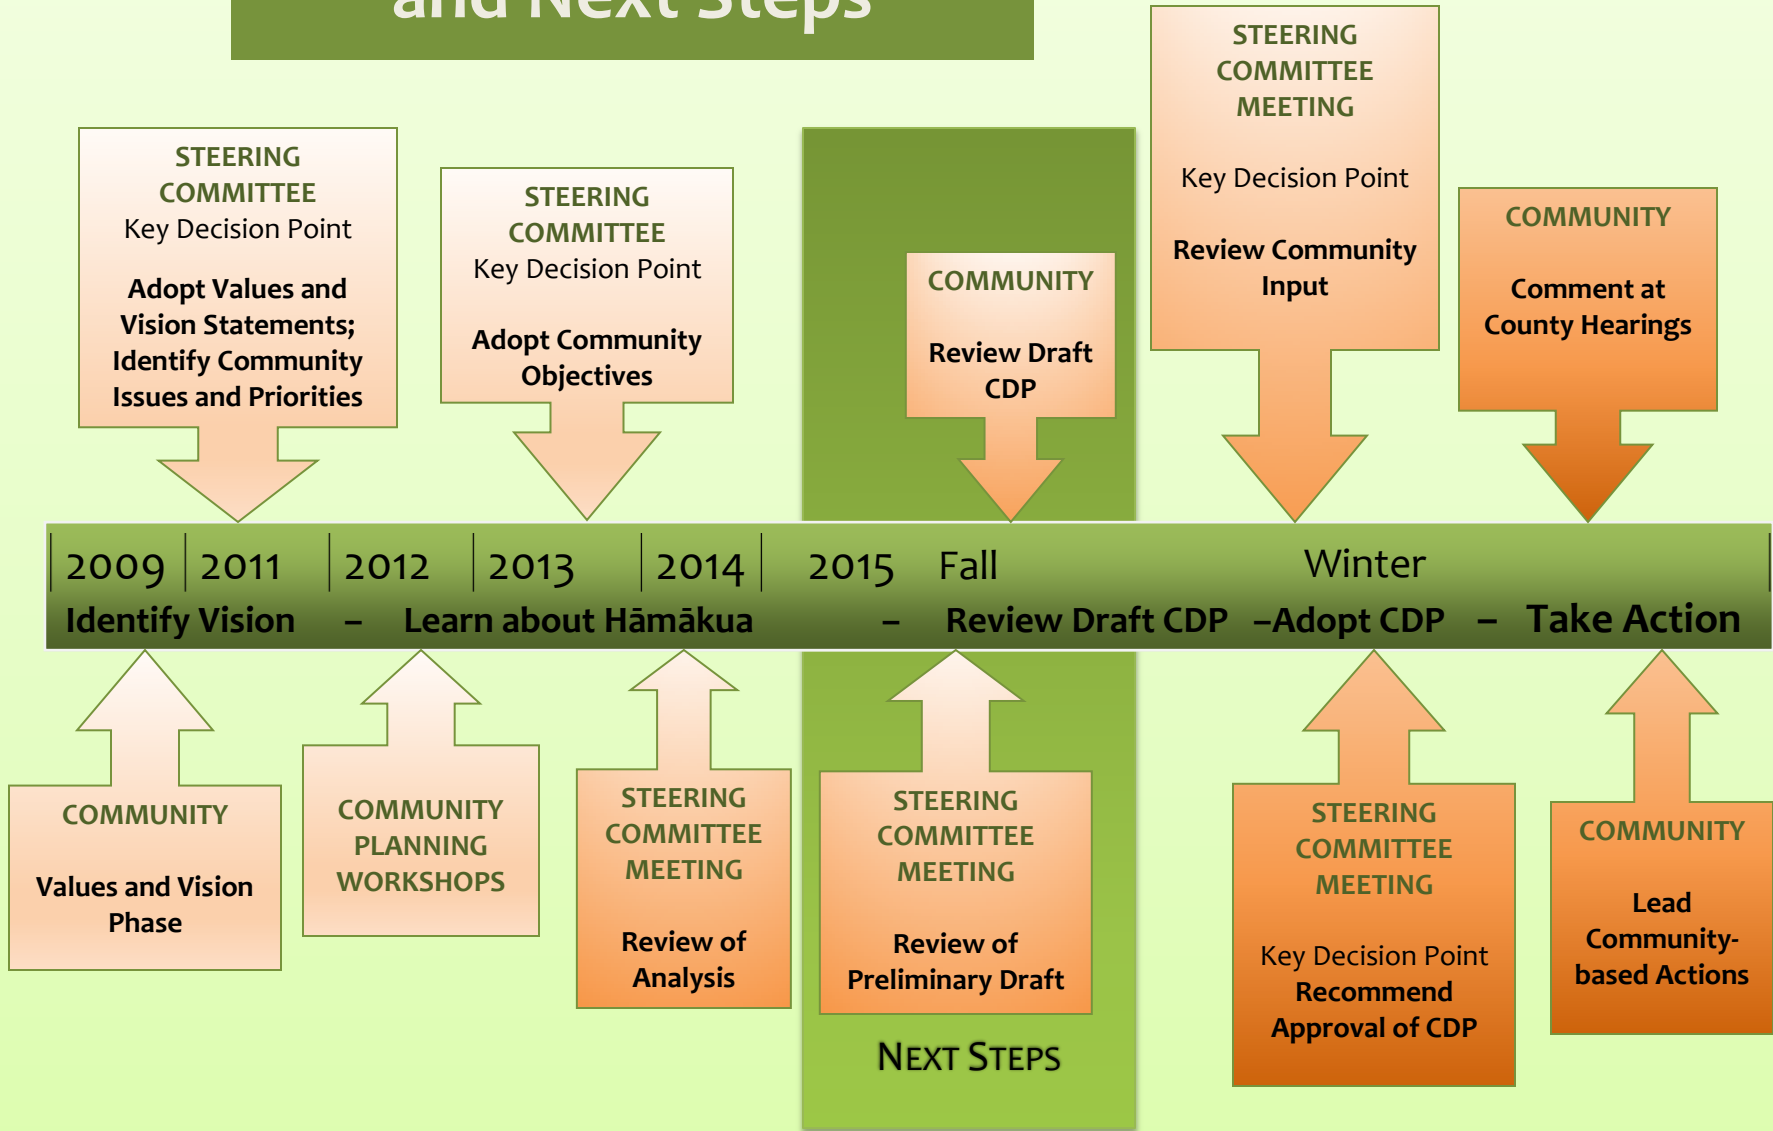 and Next Steps
STEERING
COMMITTEE
Key Decision Point
Adopt Values and
Vision Statements;
Identify Community
Issues and Priorities
STEERING
COMMITTEE
Key Decision Point
Adopt Community
Objectives
COMMUNITY
Review Draft
CDP
STEERING
COMMITTEE
MEETING
Key Decision Point
Review Community
Input
COMMUNITY
Comment at
County Hearings
2009 2011 2012 2013 2014 2015 Fall Winter
Identify Vision – Learn about Hāmākua – Review Draft CDP –Adopt CDP – Take Action
COMMUNITY
Values and Vision
Phase
COMMUNITY
PLANNING
WORKSHOPS
STEERING
COMMITTEE
MEETING
Review of
Analysis
STEERING
COMMITTEE
MEETING
Review of
Preliminary Draft
NEXT STEPS
STEERING
COMMITTEE
MEETING
Key Decision Point
Recommend
Approval of CDP
COMMUNITY
Lead
Community-
based Actions